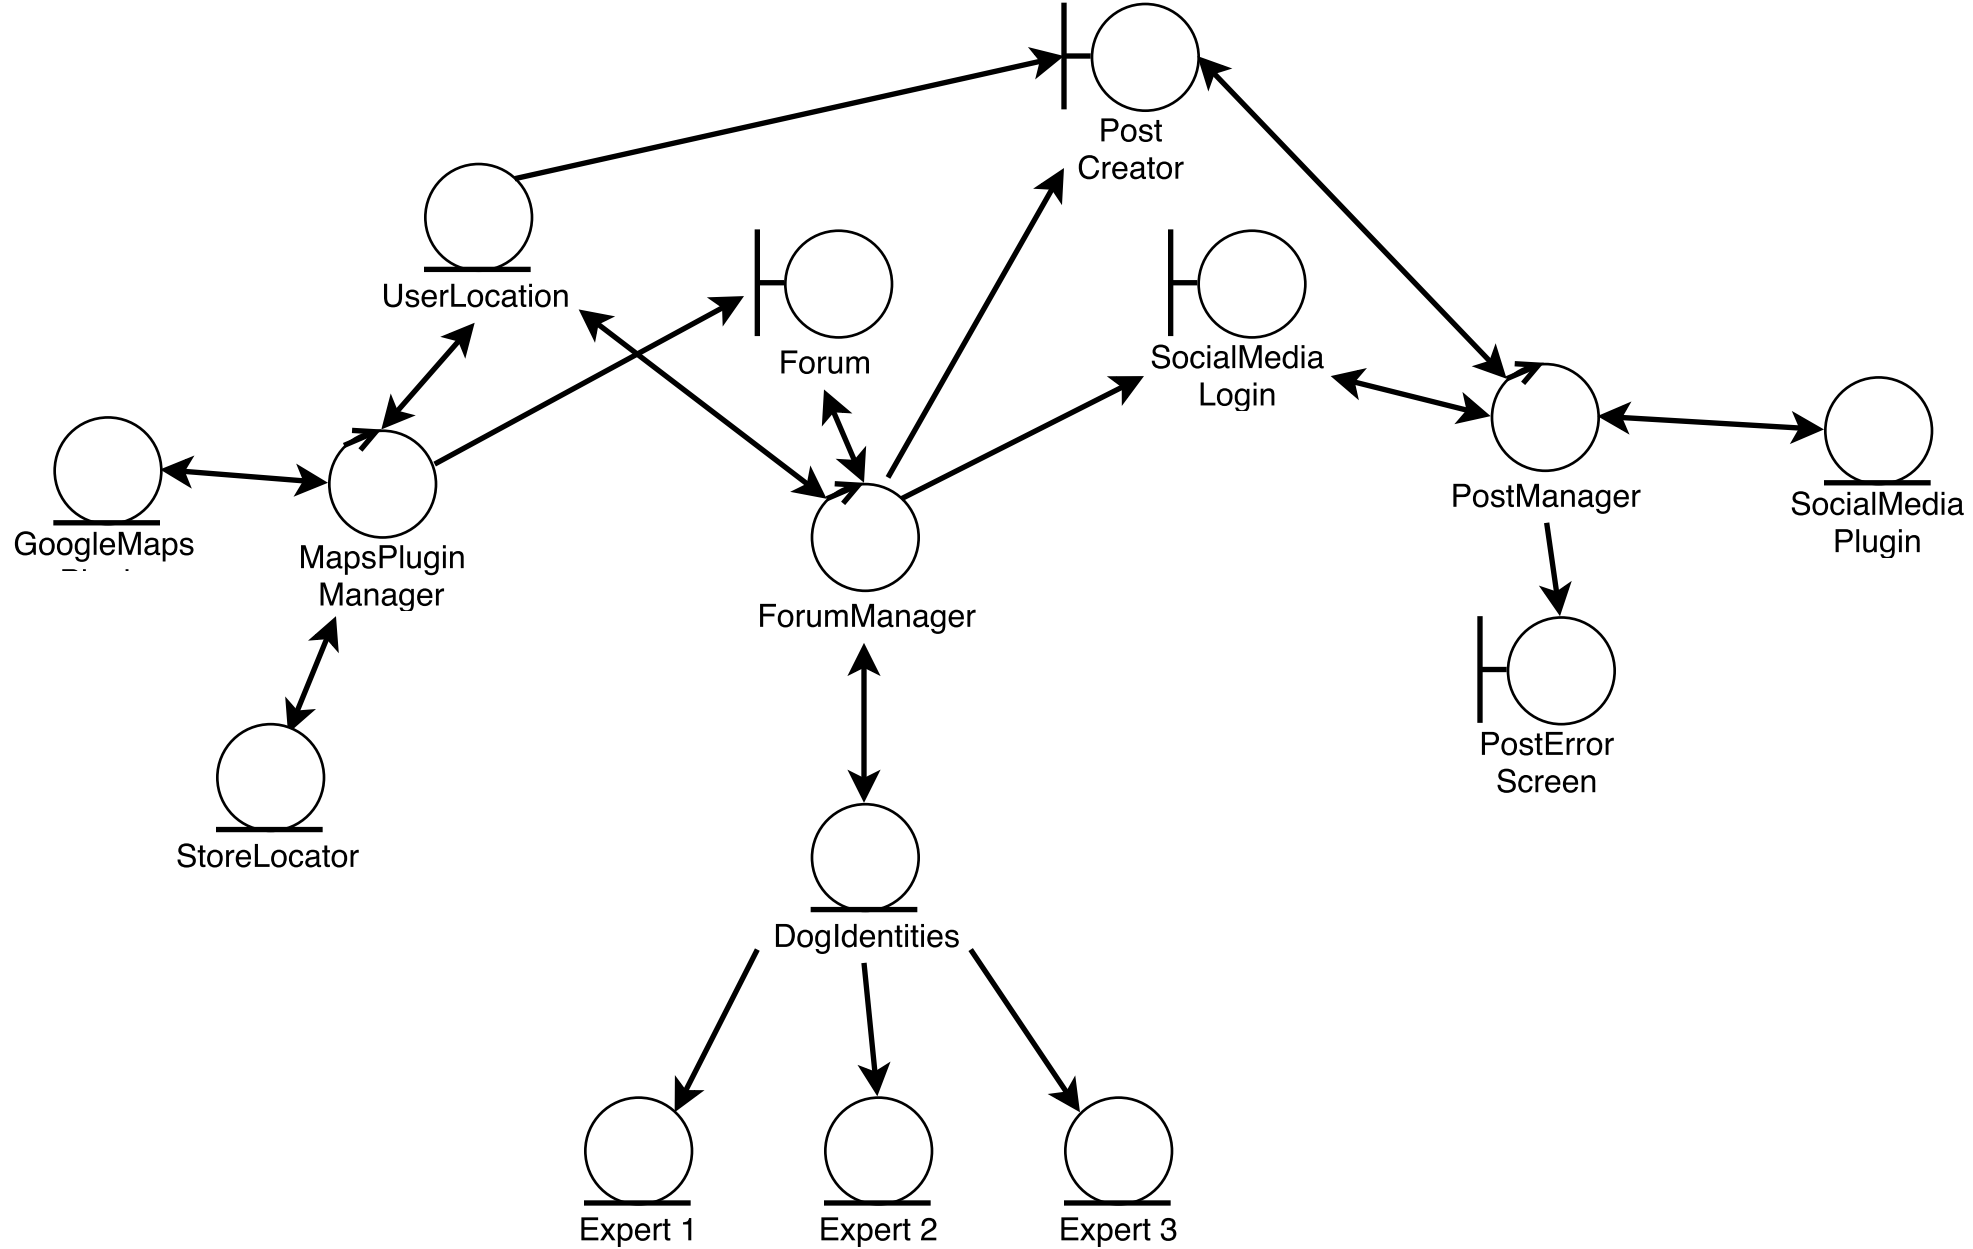 Post
Creator
UserLocation
Forum
SocialMedia
Login
GoogleMaps
MapsPlugin
Manager
ForumManager
PostManager
SocialMedia
Plugin
StoreLocator
PostError
Screen
DogIdentities
Expert 1
Expert 2
Expert 3